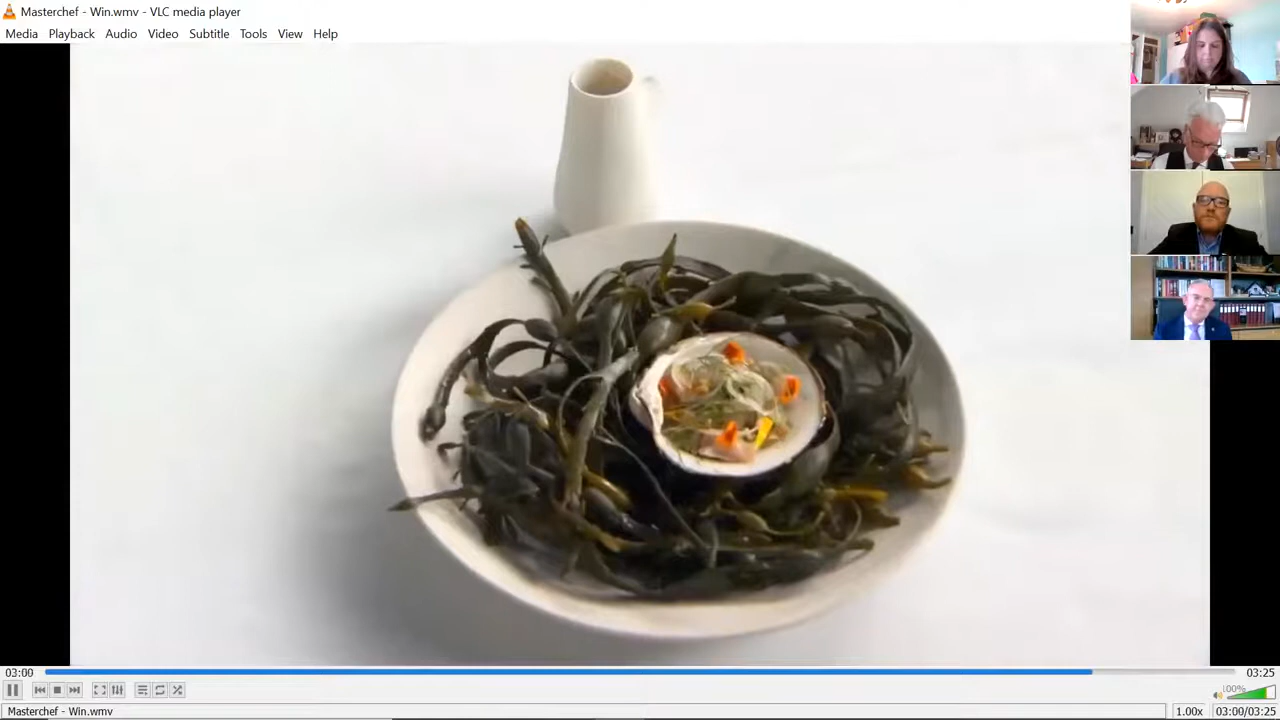 Masterchef - Win.wmv - VLC media player
Media Playback Audio Video Subtitle Tools View Help
03:00 03:25
100%
Masterchef - Win.wmv 1.00x 03:00/03:25